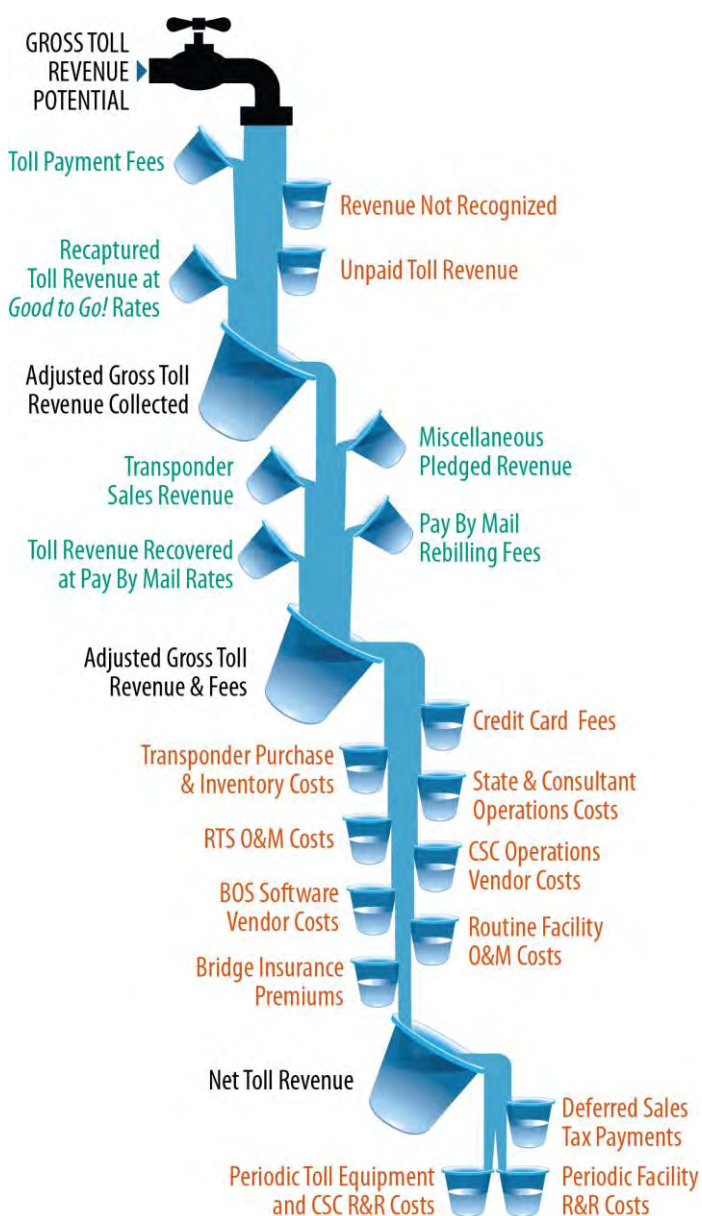 GROSS TOLL
REVENUE
POTENTIAL
Toll Payment Fees
Revenue Not Recognized
Recaptured
Toll Revenue at
Good to Go! Rates
Unpaid Toll Revenue
Adjusted Gross Toll
Revenue Collected
Miscellaneous
Pledged Revenue
Transponder
Sales Revenue
Pay By Mail
Rebilling Fees
Toll Revenue Recovered
at Pay By Mail Rates
Adjusted Gross Toll
Revenue & Fees
Credit Card Fees
Transponder Purchase
& Inventory Costs
State & Consultant
Operations Costs
RTS O&M Costs
CSC Operations
Vendor Costs
BOS Software
Vendor Costs
Routine Facility
O&M Costs
Bridge Insurance
Premiums
Net Toll Revenue
Deferred Sales
Tax Payments
Periodic Toll Equipment
and CSC R&R Costs
Periodic Facility
R&R Costs